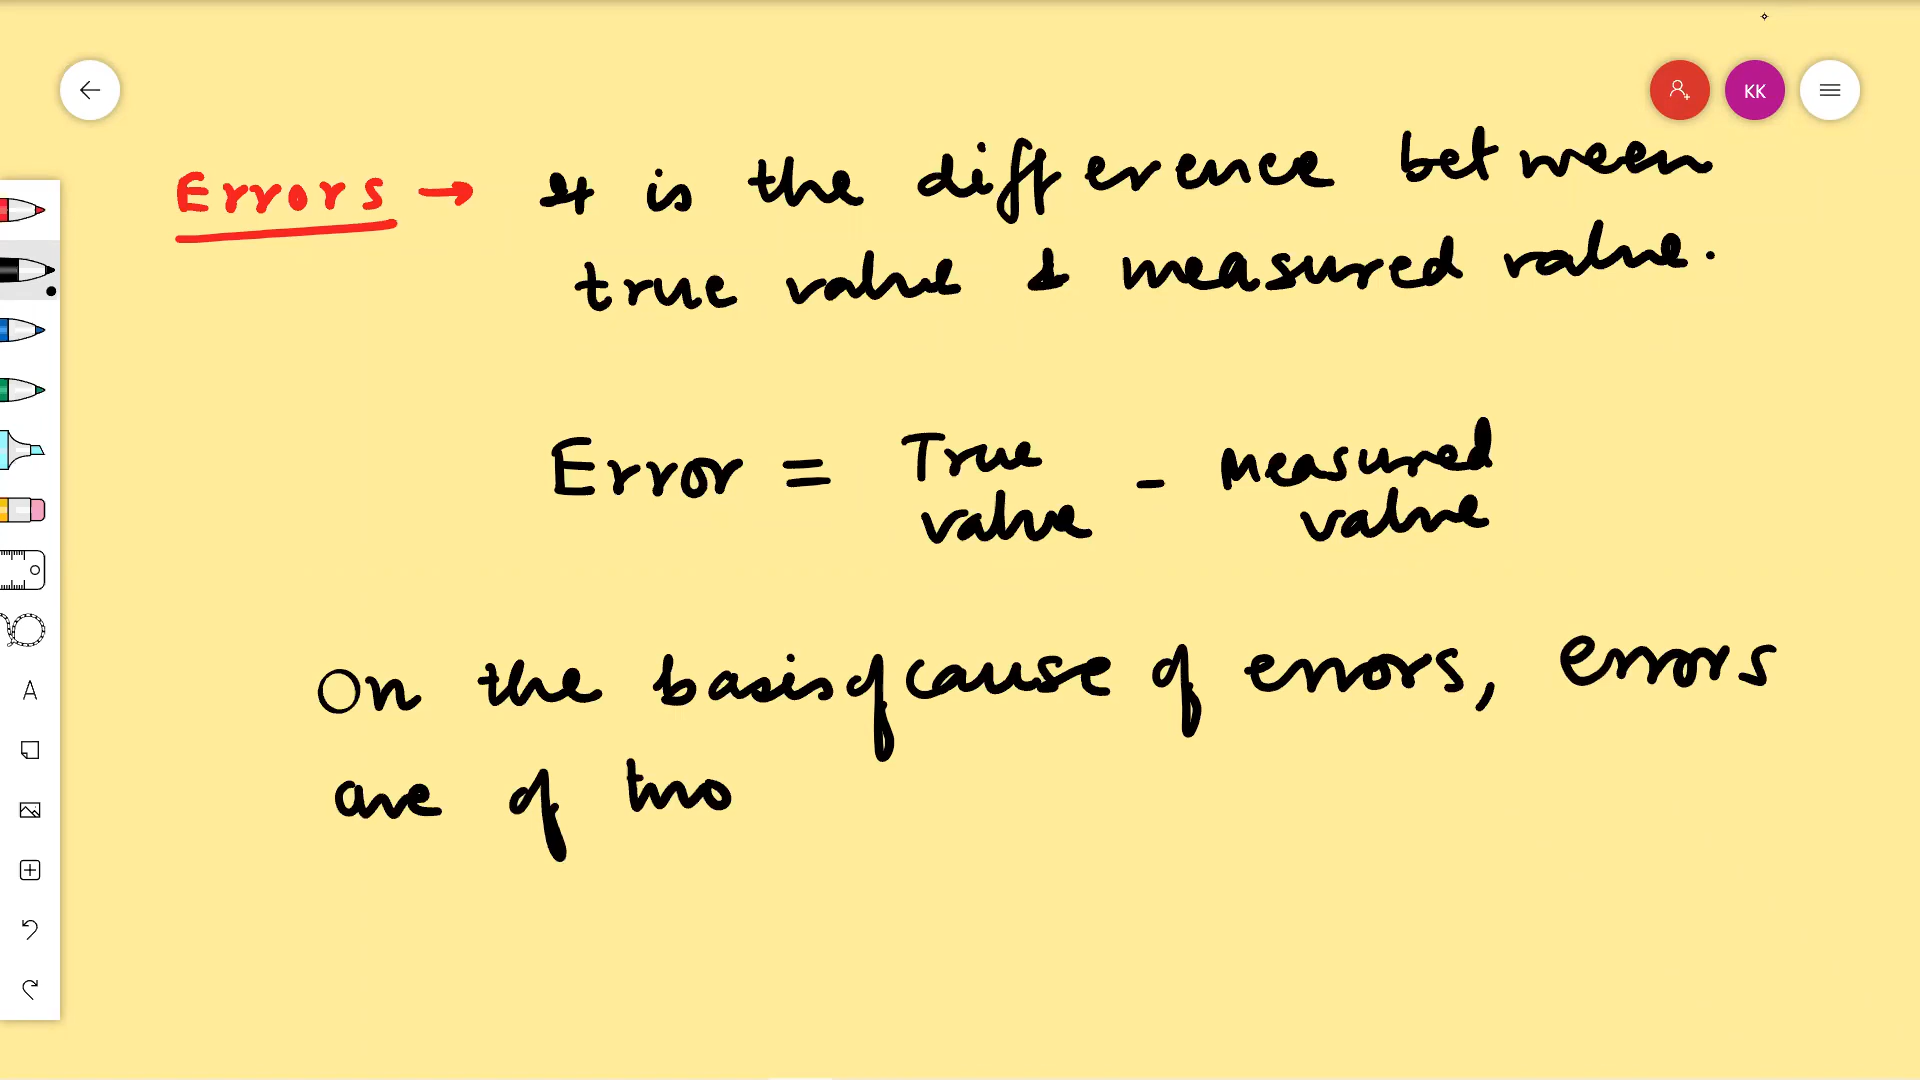 KK
Errors → It is the difference between
true value & measured value.
Error = True value - Measured value
On the basis of cause of errors, errors
are of two
A